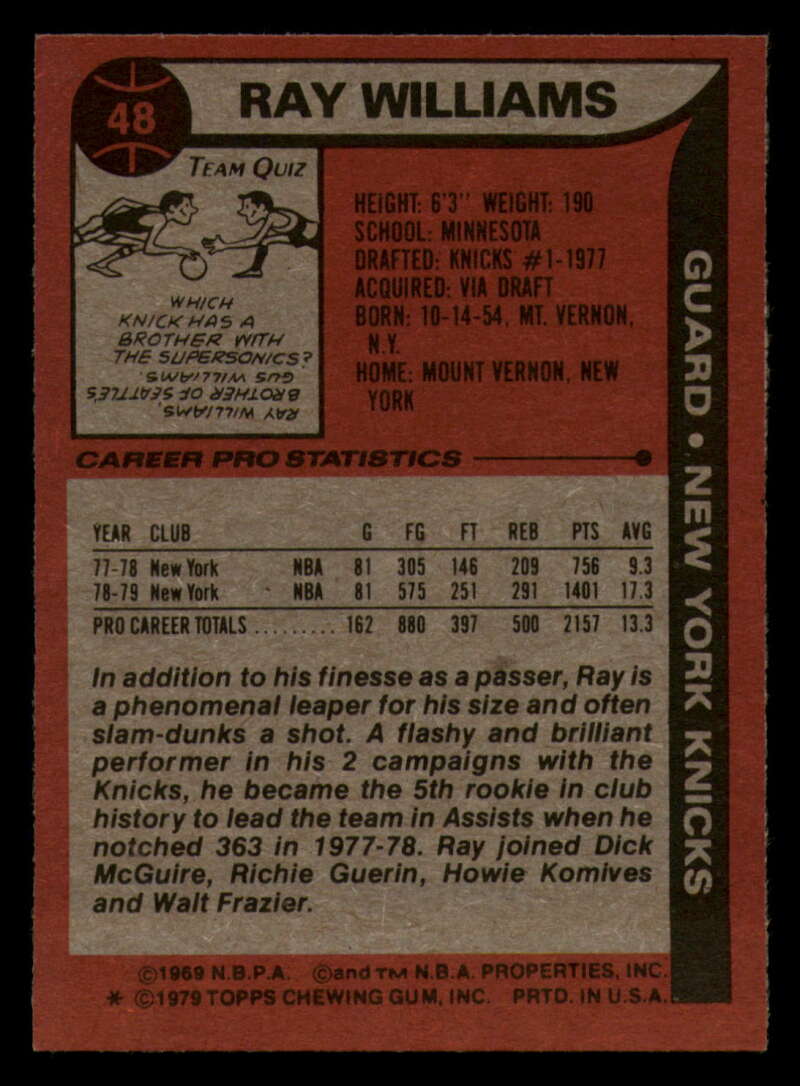 48
RAY WILLIAMS
TEAM QUIZ
WHICH
KNICK HAS A
BROTHER WITH
THE SUPERSONICS?
RAY WILLIAMS,
BROTHER OF SEATTLE'S
GUS WILLIAMS.
HEIGHT: 6'3" WEIGHT: 190
SCHOOL: MINNESOTA
DRAFTED: KNICKS #1-1977
ACQUIRED: VIA DRAFT
BORN: 10-14-54, MT. VERNON,
N.Y.
HOME: MOUNT VERNON, NEW
YORK
GUARD • NEW YORK KNICKS
CAREER PRO STATISTICS
YEAR CLUB G FG FT REB PTS AVG
77-78 New York NBA 81 305 146 209 756 9.3
78-79 New York NBA 81 575 251 291 1401 17.3
PRO CAREER TOTALS .......... 162 880 397 500 2157 13.3
In addition to his finesse as a passer, Ray is
a phenomenal leaper for his size and often
slam-dunks a shot. A flashy and brilliant
performer in his 2 campaigns with the
Knicks, he became the 5th rookie in club
history to lead the team in Assists when he
notched 363 in 1977-78. Ray joined Dick
McGuire, Richie Guerin, Howie Komives
and Walt Frazier.
©1969 N.B.P.A. ©and TM N.B.A. PROPERTIES, INC.
* ©1979 TOPPS CHEWING GUM, INC. PRTD. IN U.S.A.